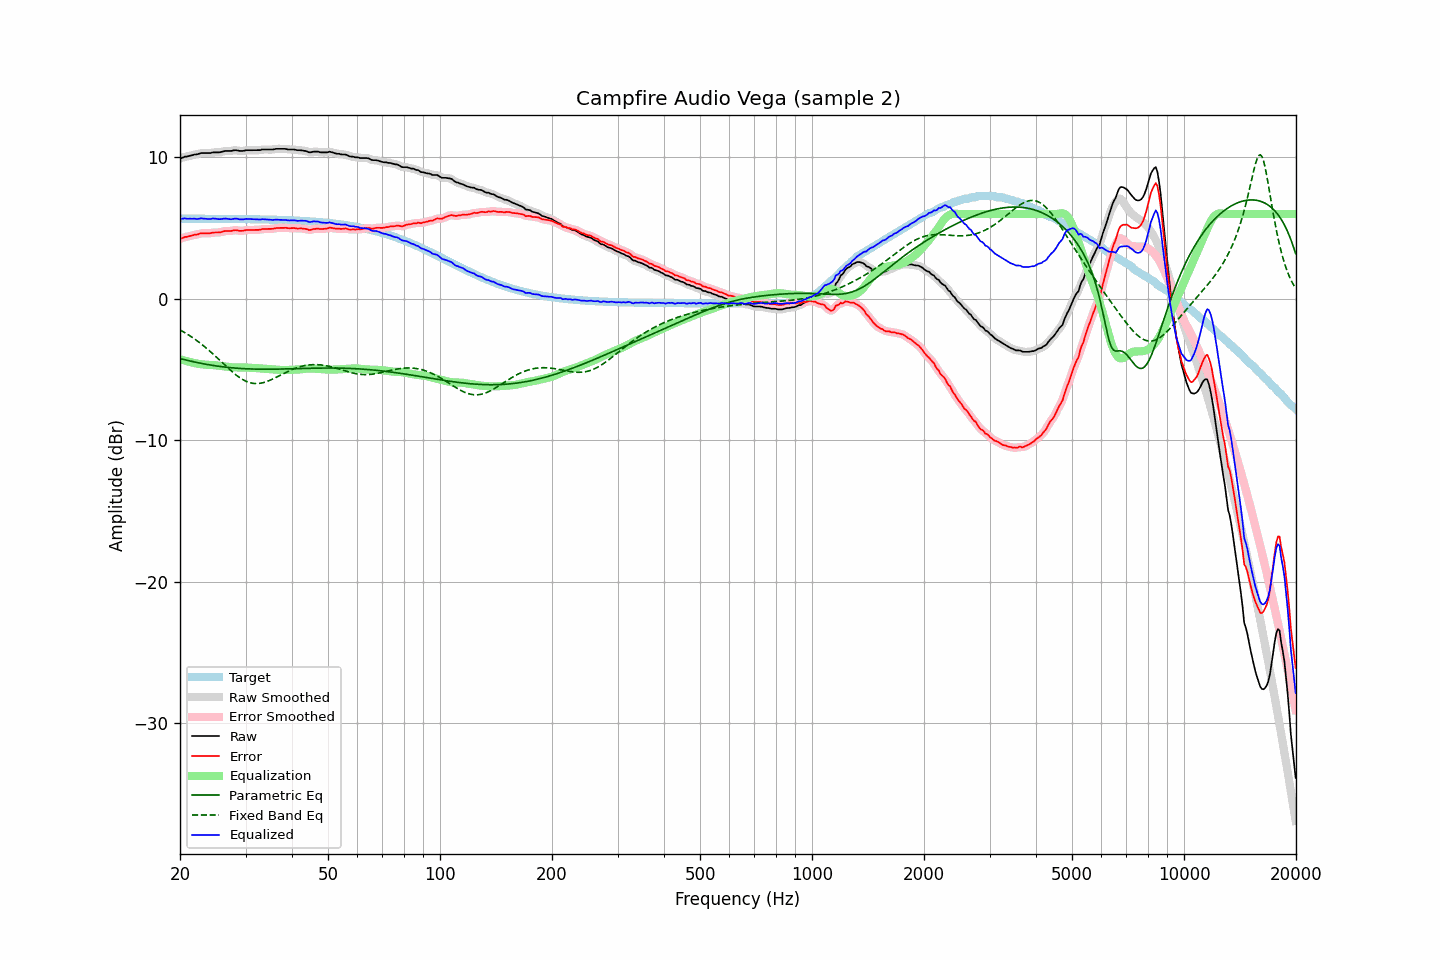 Campfire Audio Vega (sample 2)
10
0
−10
−20
−30
Amplitude (dBr)
Target
Raw Smoothed
Error Smoothed
Raw
Error
Equalization
Parametric Eq
Fixed Band Eq
Equalized
20 50 100 200 500 1000 2000 5000 10000 20000
Frequency (Hz)